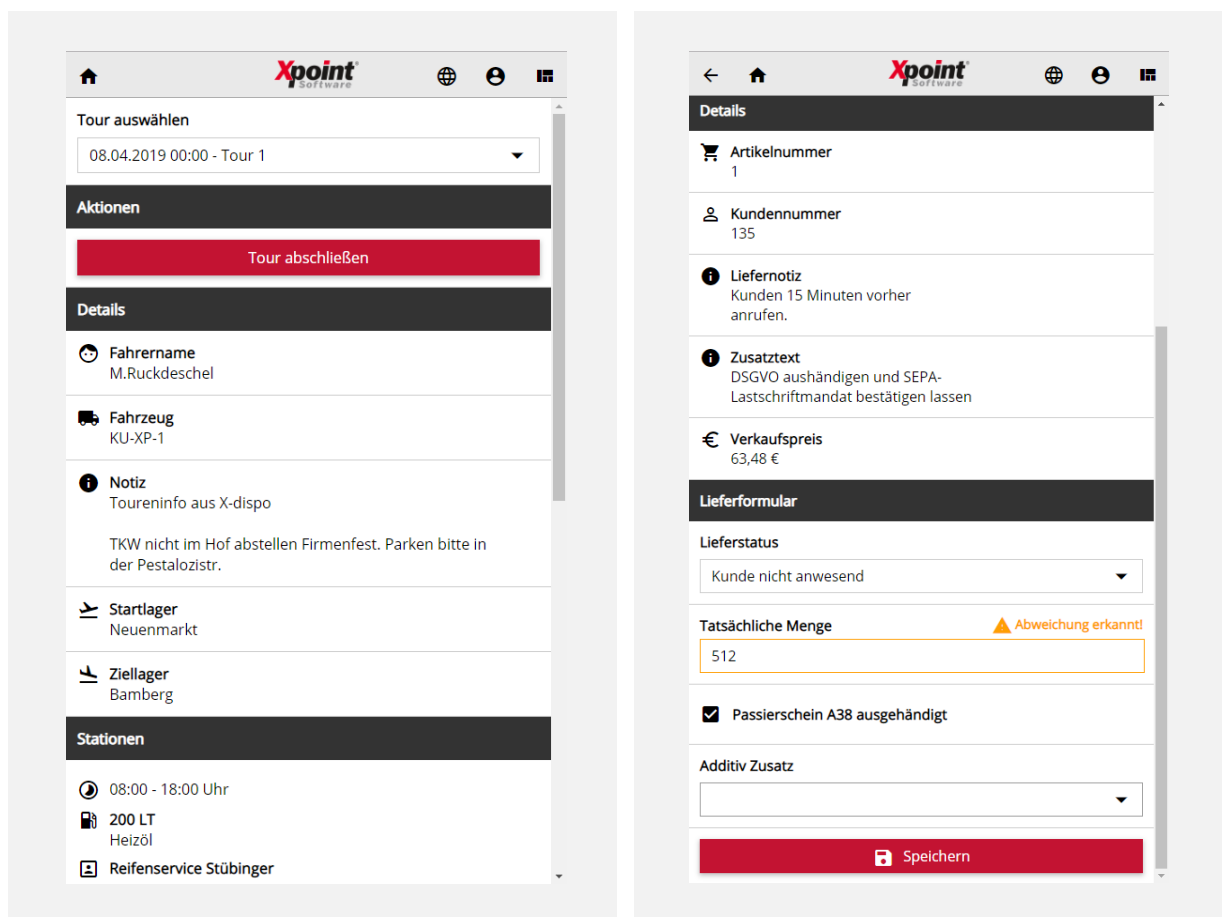 Xpoint
Software
Tour auswählen
08.04.2019 00:00 - Tour 1
Aktionen
Tour abschließen
Details
Fahrername
M.Ruckdeschel
Fahrzeug
KU-XP-1
Notiz
Toureninfo aus X-dispo
TKW nicht im Hof abstellen Firmenfest. Parken bitte in
der Pestalozistr.
Startlager
Neuenmarkt
Ziellager
Bamberg
Stationen
08:00 - 18:00 Uhr
200 LT
Heizöl
Reifenservice Stübinger
Xpoint
Software
Details
Artikelnummer
1
Kundennummer
135
Liefernotiz
Kunden 15 Minuten vorher
anrufen.
Zusatztext
DSGVO aushändigen und SEPA-
Lastschriftmandat bestätigen lassen
Verkaufspreis
63,48 €
Lieferformular
Lieferstatus
Kunde nicht anwesend
Tatsächliche Menge
Abweichung erkannt!
512
Passierschein A38 ausgehändigt
Additiv Zusatz
Speichern